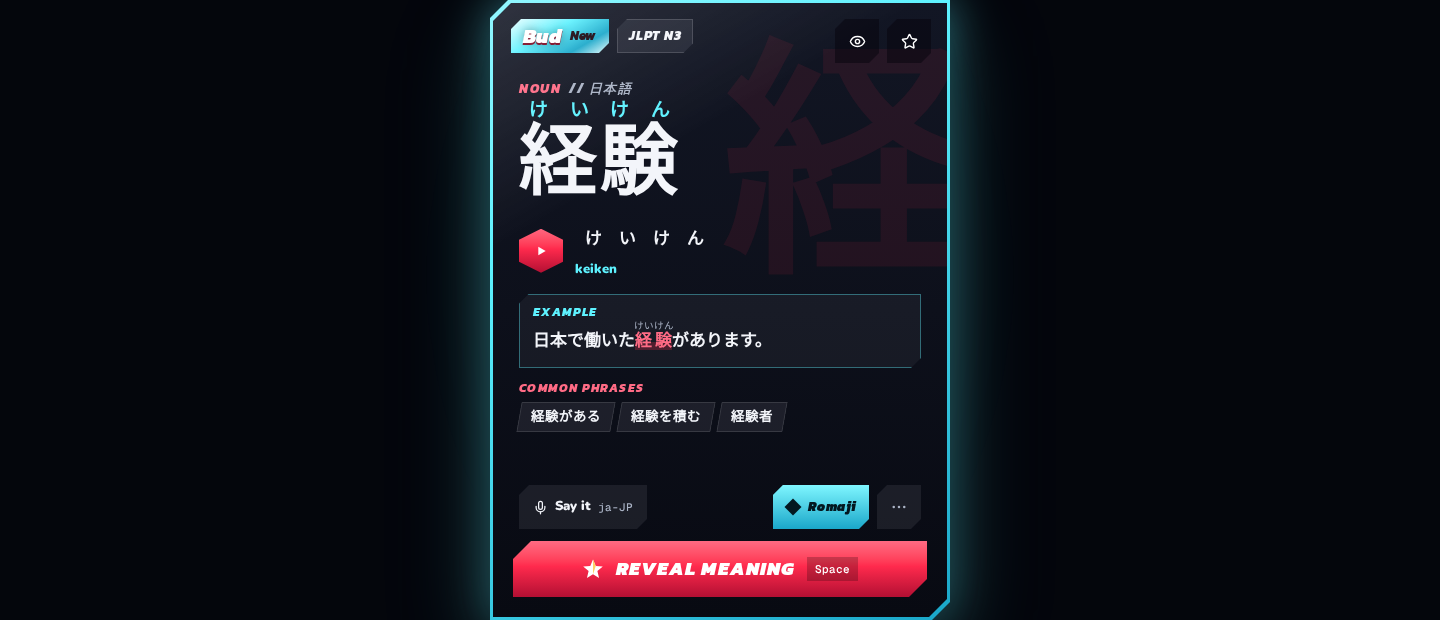 Bud New JLPT N3
NOUN // 日本語
けいけん
経験
けいけん
keiken
EXAMPLE
けいけん
日本で働いた経験があります。
COMMON PHRASES
経験がある 経験を積む 経験者
Say it ja-JP Romaji ...
REVEAL MEANING Space
経